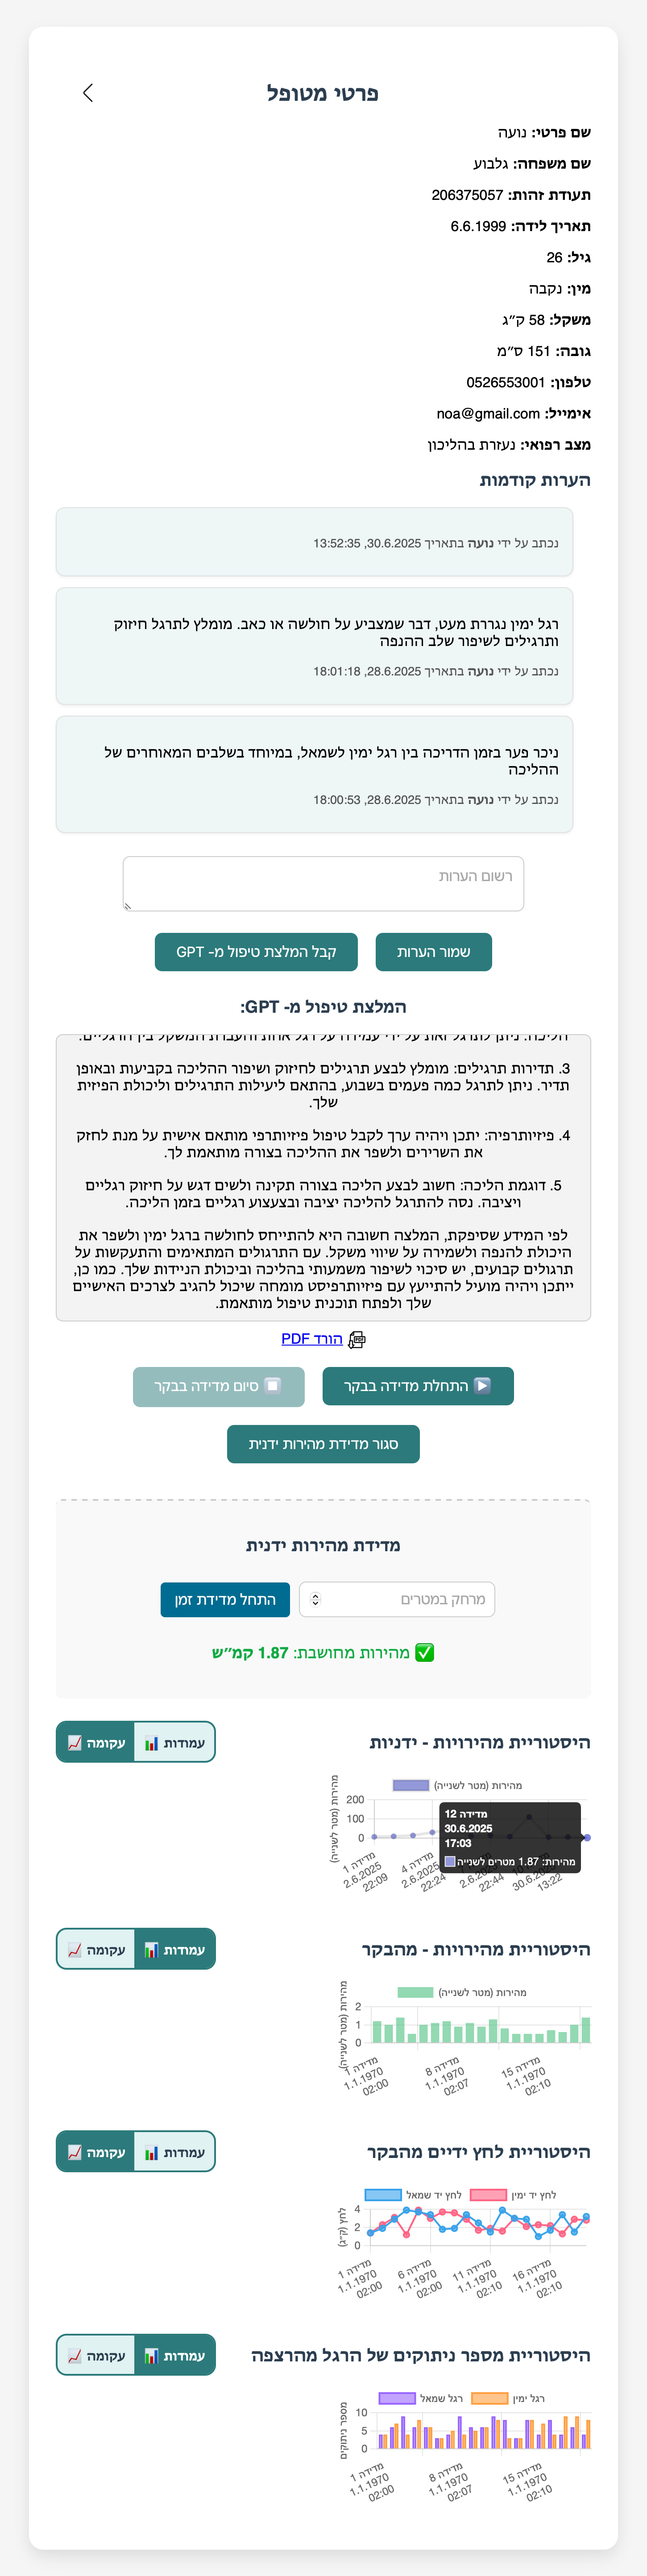 פרטי מטופל
שם פרטי: נועה
שם משפחה: גלבוע
תעודת זהות: 206375057
תאריך לידה: 6.6.1999
גיל: 26
מין: נקבה
משקל: 58 ק״ג
גובה: 151 ס״מ
טלפון: 0526553001
אימייל: noa@gmail.com
מצב רפואי: נעזרת בהליכון
הערות קודמות
נכתב על ידי נועה בתאריך 30.6.2025, 13:52:35
רגל ימין נגררת מעט, דבר שמצביע על חולשה או כאב. מומלץ לתרגל חיזוק
ותרגילים לשיפור שלב ההנפה
נכתב על ידי נועה בתאריך 28.6.2025, 18:01:18
ניכר פער בזמן הדריכה בין רגל ימין לשמאל, במיוחד בשלבים המאוחרים של
ההליכה
נכתב על ידי נועה בתאריך 28.6.2025, 18:00:53
רשום הערות
שמור הערות
קבל המלצת טיפול מ- GPT
המלצת טיפול מ- GPT:
הליכה. ניתן לתרגל זאת על ידי עמידה על רגל אחת והעברת המשקל בין הרגליים.
3. תדירות תרגילים: מומלץ לבצע תרגילים לחיזוק ושיפור ההליכה בקביעות ובאופן
תדיר. ניתן לתרגל כמה פעמים בשבוע, בהתאם ליעילות התרגילים וליכולת הפיזית
שלך.
4. פיזיותרפיה: יתכן ויהיה ערך לקבל טיפול פיזיותרפי מותאם אישית על מנת לחזק
את השרירים ולשפר את ההליכה בצורה מותאמת לך.
5. דוגמת הליכה: חשוב לבצע הליכה בצורה תקינה ולשים דגש על חיזוק רגליים
ויציבה. נסה להתרגל להליכה יציבה ובצעצוע רגליים בזמן הליכה.
לפי המידע שסיפקת, המלצה חשובה היא להתייחס לחולשה ברגל ימין ולשפר את
היכולת להנפה ולשמירה על שיווי משקל. עם התרגולים המתאימים והתעקשות על
תרגולים קבועים, יש סיכוי לשיפור משמעותי בהליכה וביכולת הניידות שלך. כמו כן,
ייתכן ויהיה מועיל להתייעץ עם פיזיותרפיסט מומחה שיכול להגיב לצרכים האישיים
שלך ולפתח תוכנית טיפול מותאמת.
הורד PDF
התחלת מדידה בבקר
סיום מדידה בבקר
סגור מדידת מהירות ידנית
מדידת מהירות ידנית
מרחק במטרים
התחל מדידת זמן
מהירות מחושבת: 1.87 קמ״ש
היסטוריית מהירויות - ידניות
עמודות
עקומה
מהירות (מטר לשנייה)
מהירות (מטר לשנייה)
200
100
0
מדידה 12
30.6.2025
17:03
מהירות: 1.87 מטרים לשנייה
מדידה 1
2.6.2025
22:09
מדידה 4
2.6.2025
22:24
22:44
30.6.2025
13:22
היסטוריית מהירויות - מהבקר
עמודות
עקומה
מהירות (מטר לשנייה)
מהירות (מטר לשנייה)
2
1
0
מדידה 1
1.1.1970
02:00
מדידה 8
1.1.1970
02:07
מדידה 15
1.1.1970
02:10
היסטוריית לחץ ידיים מהבקר
עמודות
עקומה
לחץ יד ימין
לחץ יד שמאל
לחץ (ק״ג)
4
2
0
מדידה 1
1.1.1970
02:00
מדידה 6
1.1.1970
02:00
מדידה 11
1.1.1970
02:10
מדידה 16
1.1.1970
02:10
היסטוריית מספר ניתוקים של הרגל מהרצפה
עמודות
עקומה
רגל ימין
רגל שמאל
מספר ניתוקים
10
5
0
מדידה 1
1.1.1970
02:00
מדידה 8
1.1.1970
02:07
מדידה 15
1.1.1970
02:10